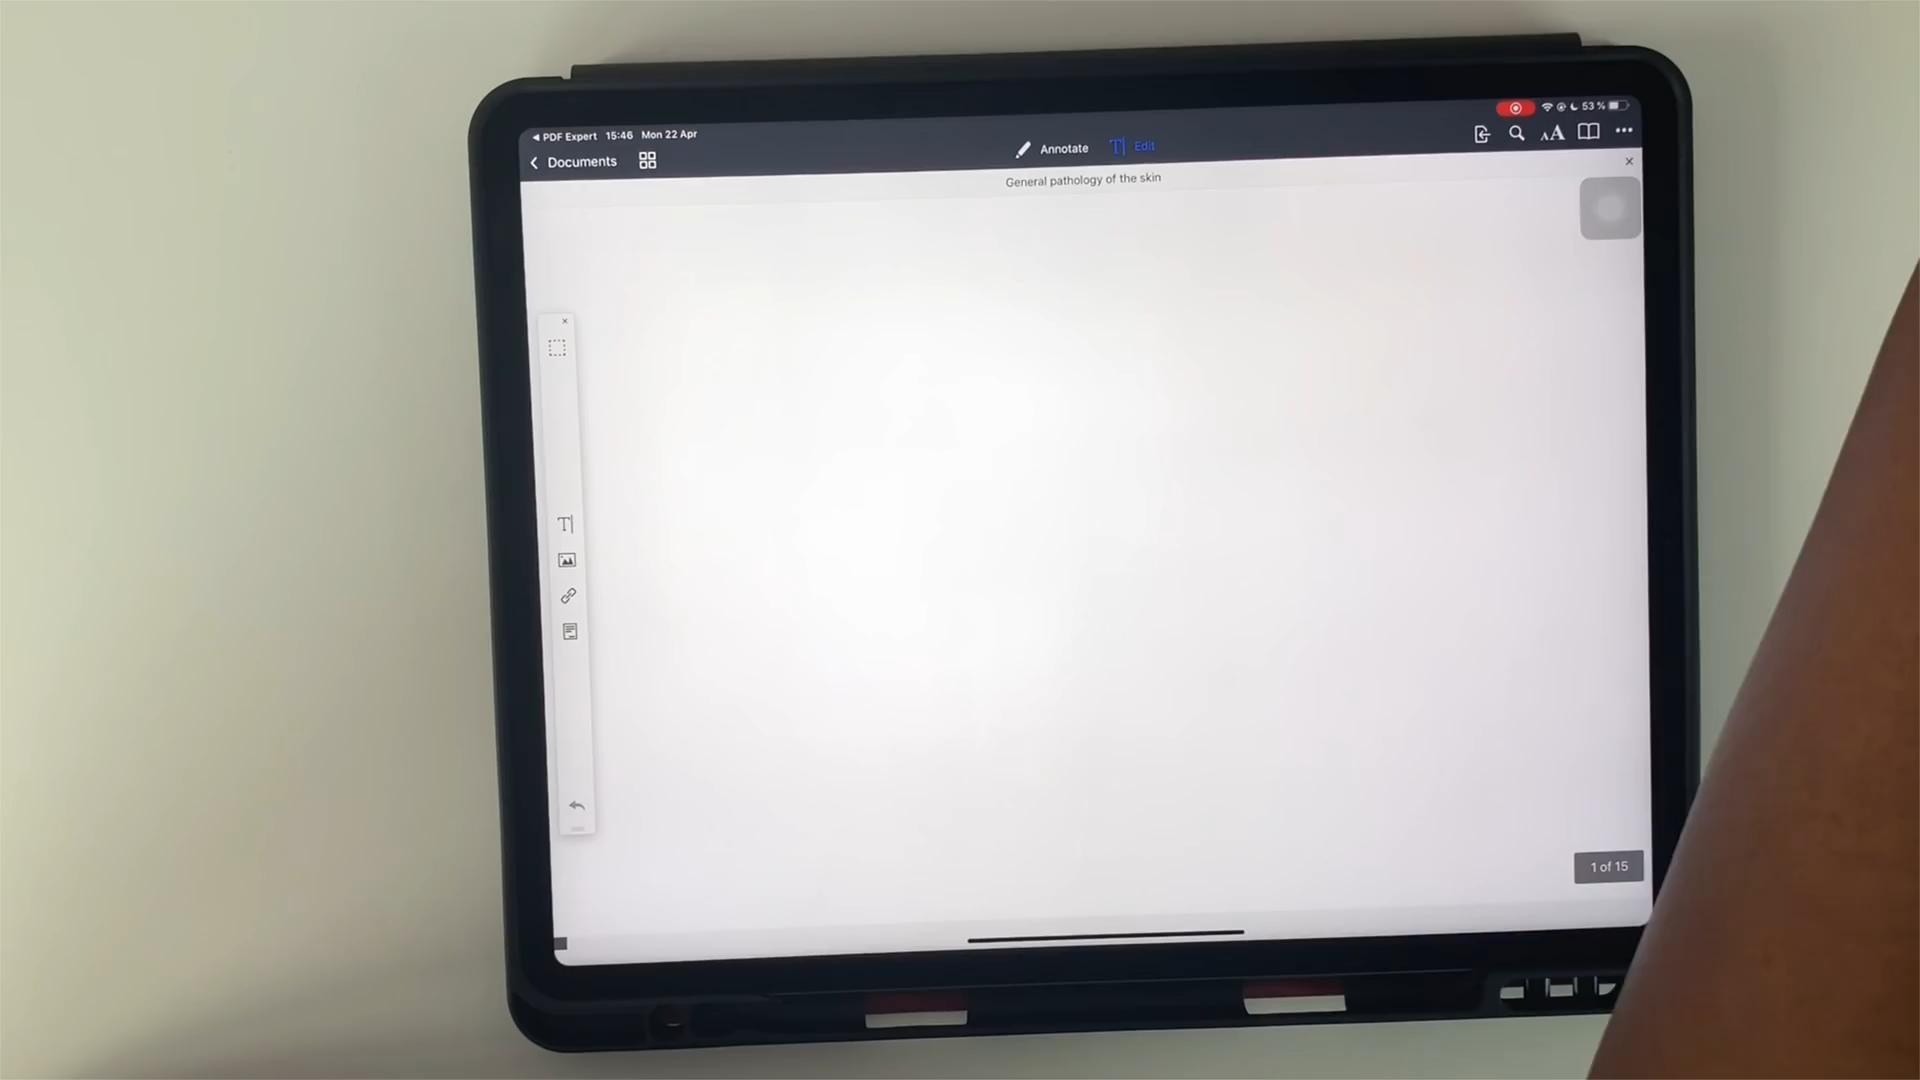 PDF Expert 15:46 Mon 22 Apr 53 %
Documents Annotate T Edit AA
General pathology of the skin
T
1 of 15